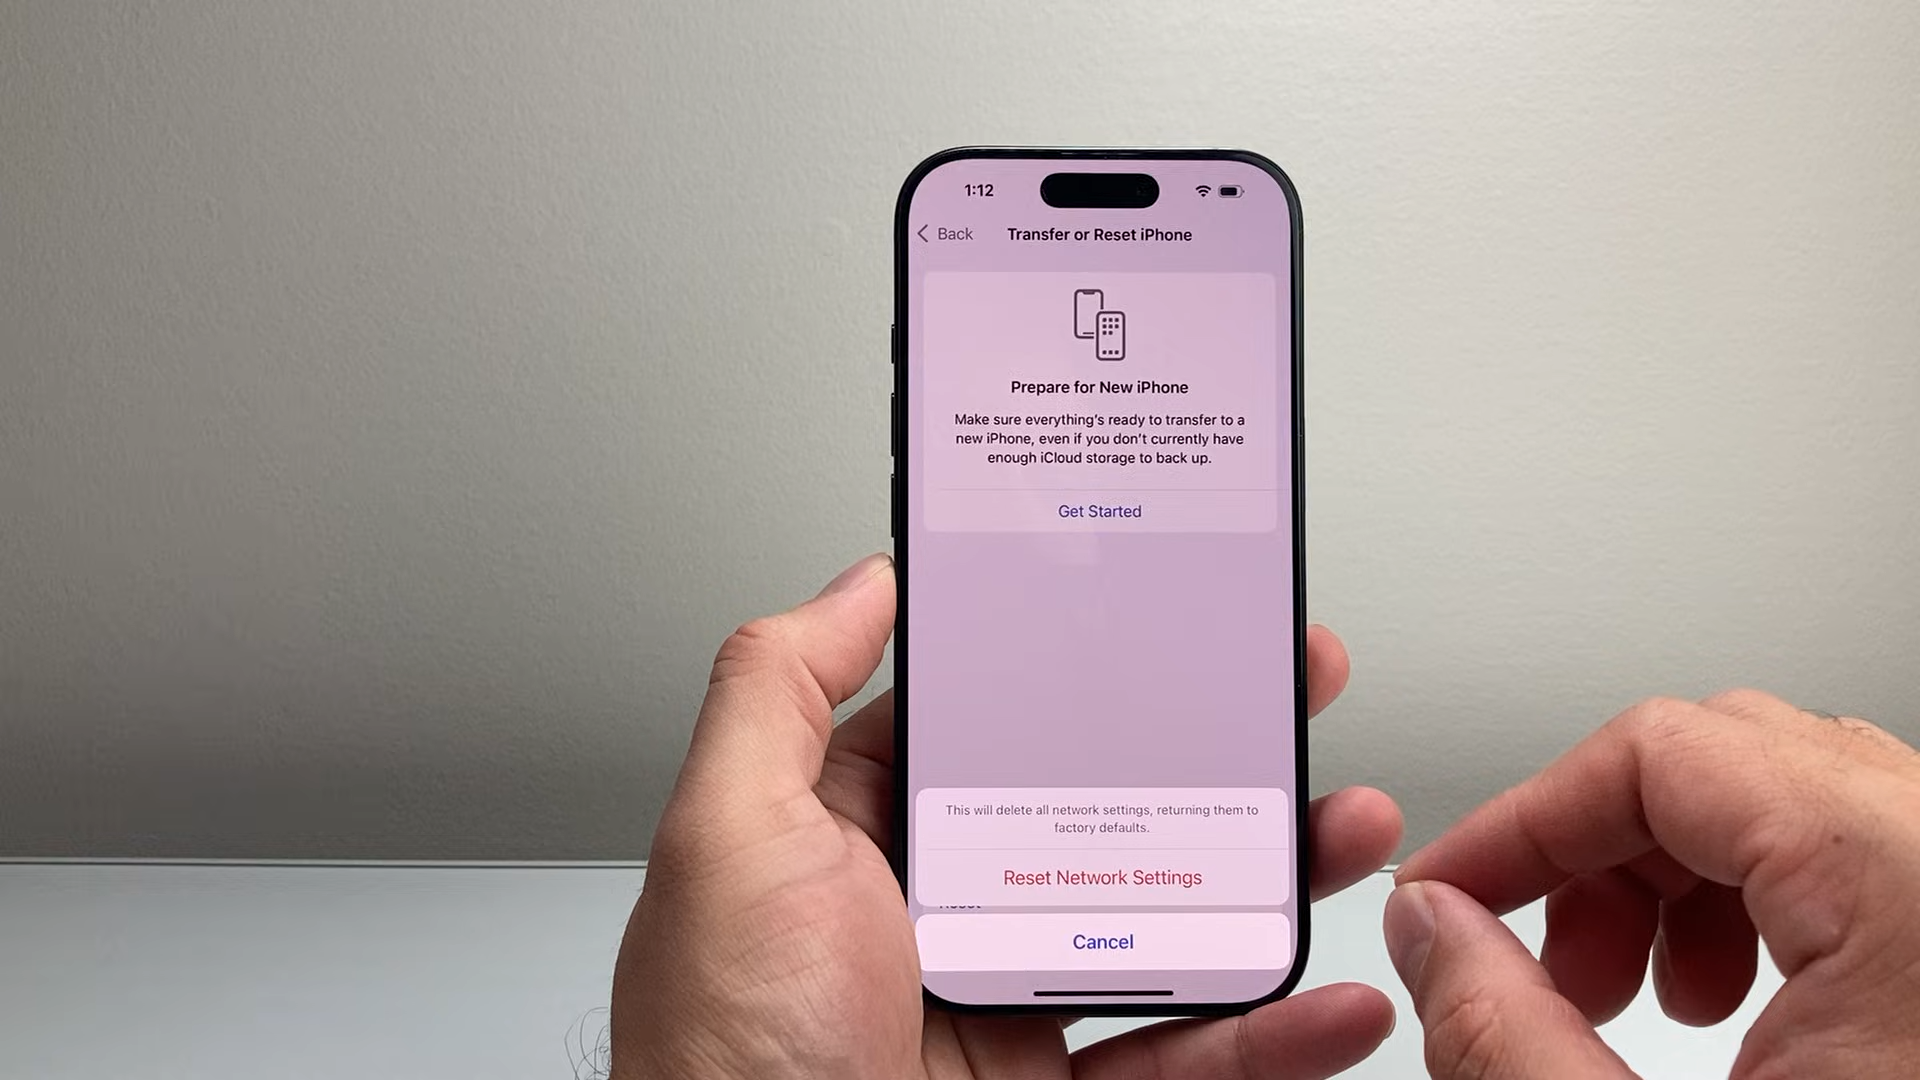 1:12
Back
Transfer or Reset iPhone
Prepare for New iPhone
Make sure everything's ready to transfer to a
new iPhone, even if you don't currently have
enough iCloud storage to back up.
Get Started
This will delete all network settings, returning them to
factory defaults.
Reset Network Settings
Cancel